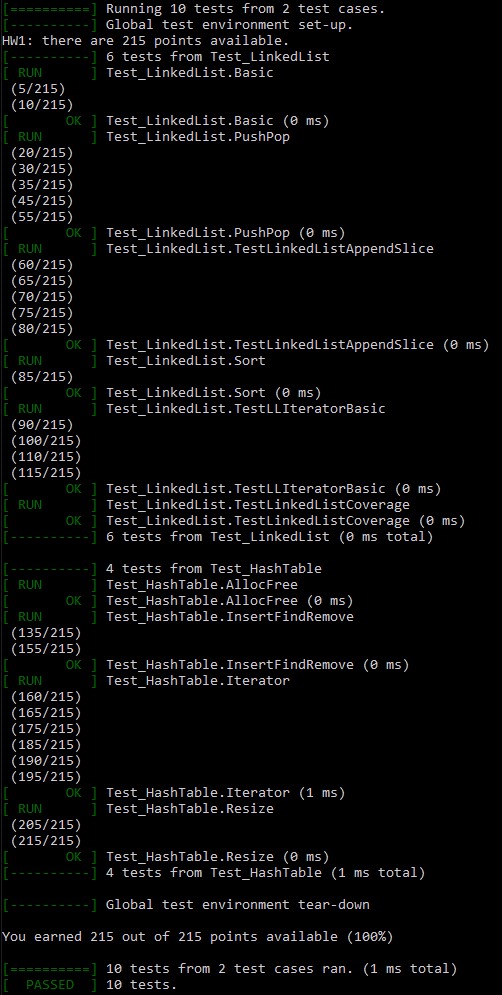 [==========] Running 10 tests from 2 test cases.
[----------] Global test environment set-up.
HW1: there are 215 points available.
[----------] 6 tests from Test_LinkedList
[ RUN      ] Test_LinkedList.Basic
(5/215)
(10/215)
[       OK ] Test_LinkedList.Basic (0 ms)
[ RUN      ] Test_LinkedList.PushPop
(20/215)
(30/215)
(35/215)
(45/215)
(55/215)
[       OK ] Test_LinkedList.PushPop (0 ms)
[ RUN      ] Test_LinkedList.TestLinkedListAppendSlice
(60/215)
(65/215)
(70/215)
(75/215)
(80/215)
[       OK ] Test_LinkedList.TestLinkedListAppendSlice (0 ms)
[ RUN      ] Test_LinkedList.Sort
(85/215)
[       OK ] Test_LinkedList.Sort (0 ms)
[ RUN      ] Test_LinkedList.TestLLIteratorBasic
(90/215)
(100/215)
(110/215)
(115/215)
[       OK ] Test_LinkedList.TestLLIteratorBasic (0 ms)
[ RUN      ] Test_LinkedList.TestLinkedListCoverage
[       OK ] Test_LinkedList.TestLinkedListCoverage (0 ms)
[----------] 6 tests from Test_LinkedList (0 ms total)
[----------] 4 tests from Test_HashTable
[ RUN      ] Test_HashTable.AllocFree
[       OK ] Test_HashTable.AllocFree (0 ms)
[ RUN      ] Test_HashTable.InsertFindRemove
(135/215)
(155/215)
[       OK ] Test_HashTable.InsertFindRemove (0 ms)
[ RUN      ] Test_HashTable.Iterator
(160/215)
(165/215)
(175/215)
(185/215)
(190/215)
(195/215)
[       OK ] Test_HashTable.Iterator (1 ms)
[ RUN      ] Test_HashTable.Resize
(205/215)
(215/215)
[       OK ] Test_HashTable.Resize (0 ms)
[----------] 4 tests from Test_HashTable (1 ms total)
[----------] Global test environment tear-down
You earned 215 out of 215 points available (100%)
[==========] 10 tests from 2 test cases ran. (1 ms total)
[  PASSED  ] 10 tests.